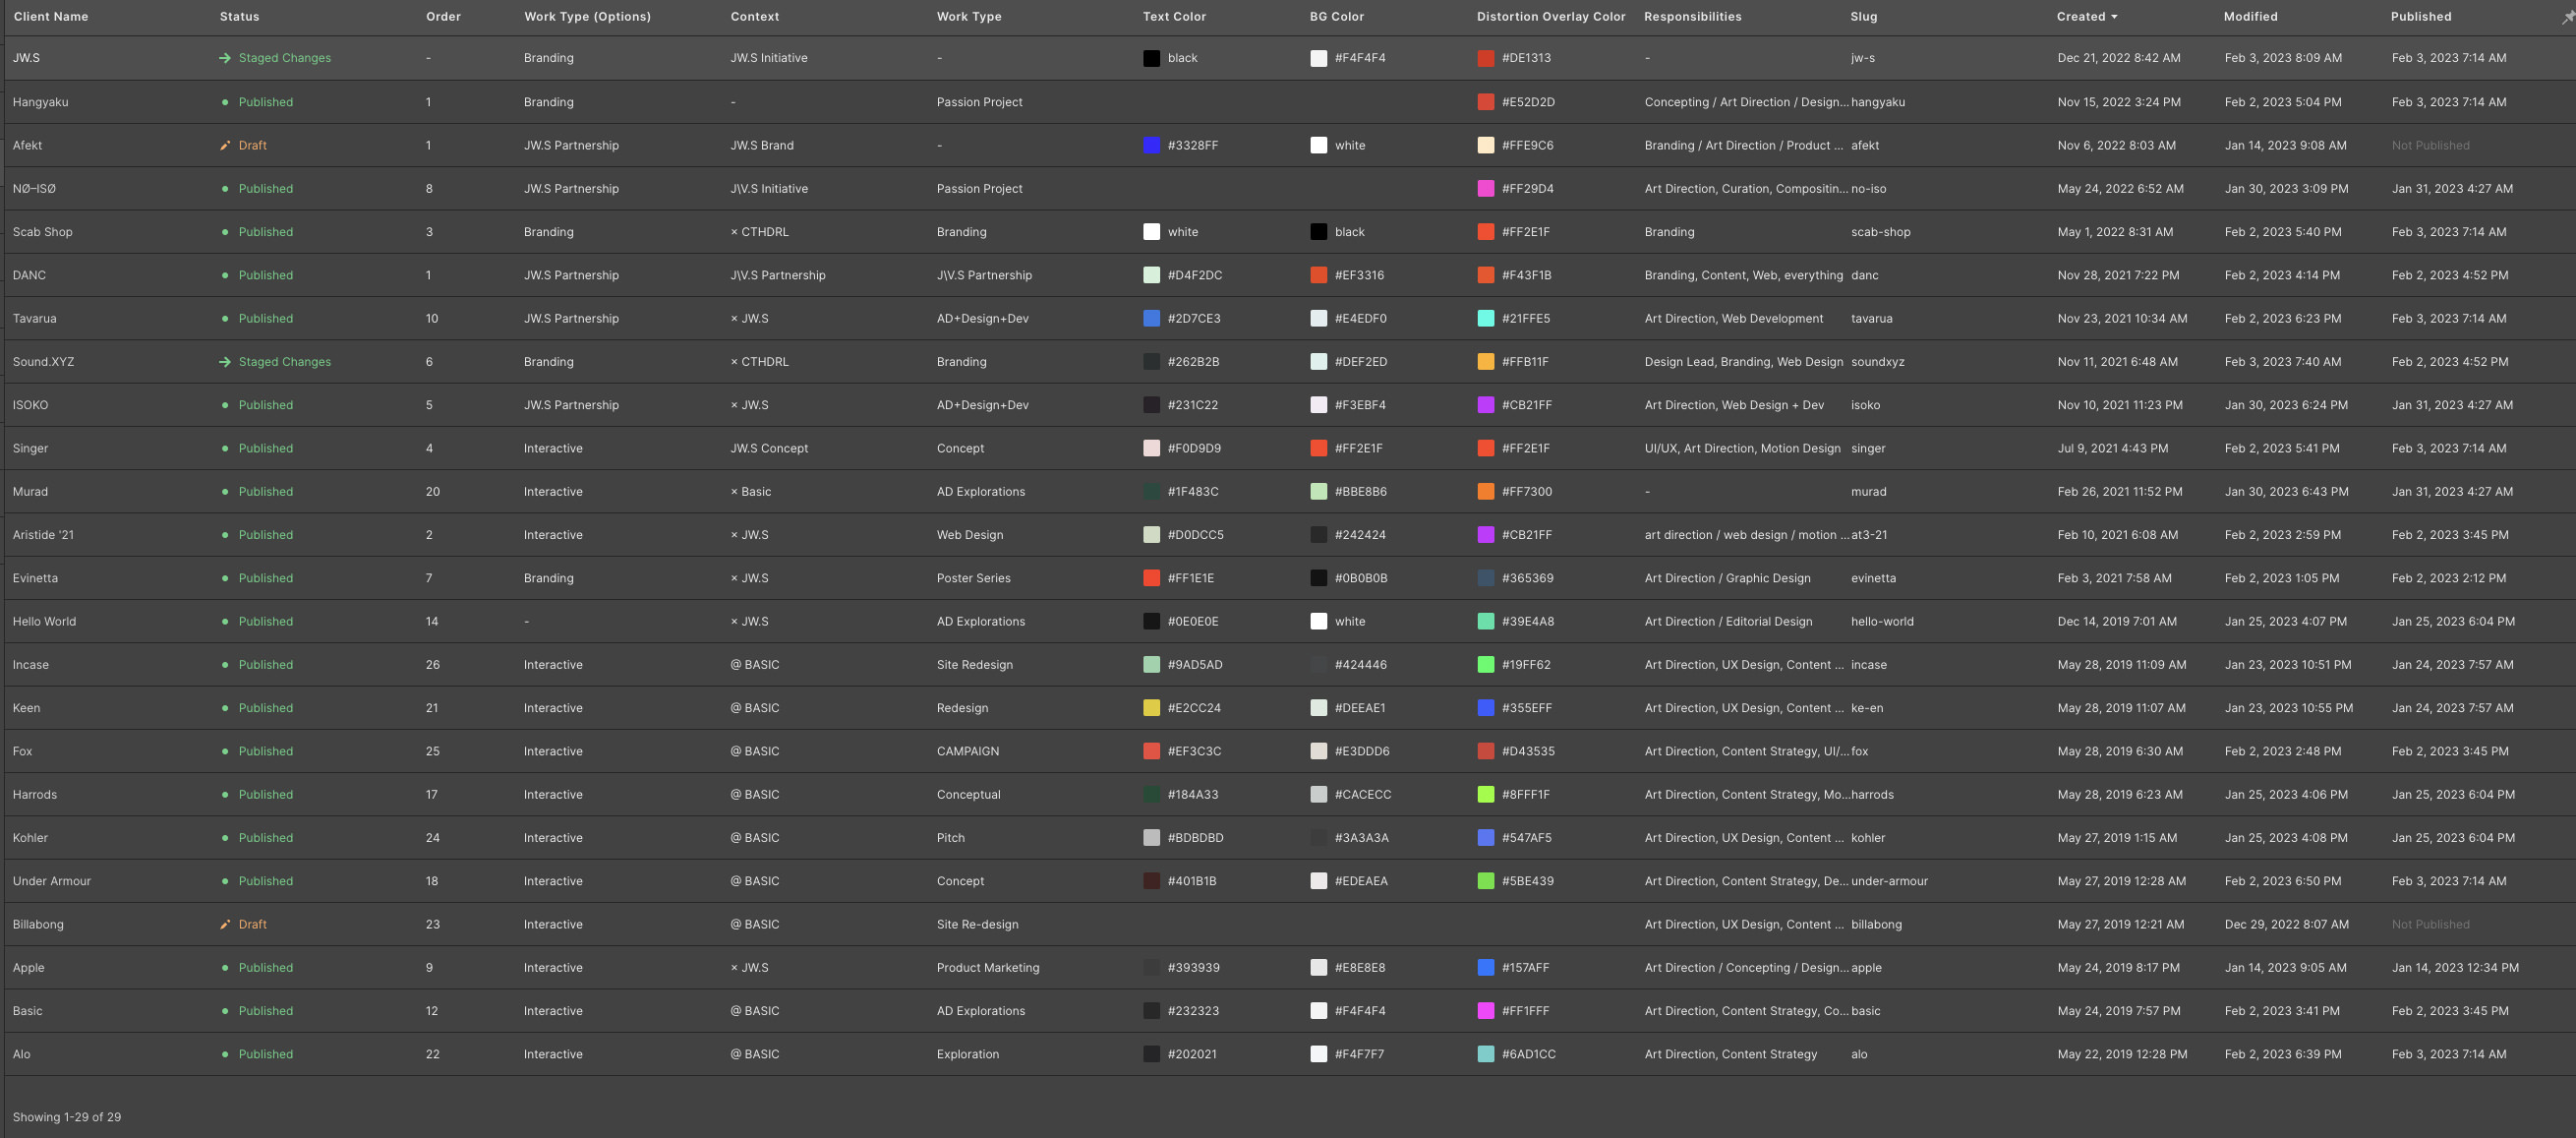 Client Name Status Order Work Type (Options) Context Work Type Text Color BG Color Distortion Overlay Color Responsibilities Slug Created Modified Published
JW.S Staged Changes - Branding JW.S Initiative - black #F4F4F4 #DE1313 - jw-s Dec 21, 2022 8:42 AM Feb 3, 2023 8:09 AM Feb 3, 2023 7:14 AM
Hangyaku Published 1 Branding - Passion Project #E52D2D Concepting / Art Direction / Design... hangyaku Nov 15, 2022 3:24 PM Feb 2, 2023 5:04 PM Feb 3, 2023 7:14 AM
Afekt Draft 1 JW.S Partnership JW.S Brand - #3328FF white #FFE9C6 Branding / Art Direction / Product ... afekt Nov 6, 2022 8:03 AM Jan 14, 2023 9:08 AM Not Published
NØ–ISØ Published 8 JW.S Partnership J\V.S Initiative Passion Project #FF29D4 Art Direction, Curation, Compositin... no-iso May 24, 2022 6:52 AM Jan 30, 2023 3:09 PM Jan 31, 2023 4:27 AM
Scab Shop Published 3 Branding × CTHDRL Branding white black #FF2E1F Branding scab-shop May 1, 2022 8:31 AM Feb 2, 2023 5:40 PM Feb 3, 2023 7:14 AM
DANC Published 1 JW.S Partnership J\V.S Partnership J\V.S Partnership #D4F2DC #EF3316 #F43F1B Branding, Content, Web, everything danc Nov 28, 2021 7:22 PM Feb 2, 2023 4:14 PM Feb 2, 2023 4:52 PM
Tavarua Published 10 JW.S Partnership × JW.S AD+Design+Dev #2D7CE3 #E4EDF0 #21FFE5 Art Direction, Web Development tavarua Nov 23, 2021 10:34 AM Feb 2, 2023 6:23 PM Feb 3, 2023 7:14 AM
Sound.XYZ Staged Changes 6 Branding × CTHDRL Branding #262B2B #DEF2ED #FFB11F Design Lead, Branding, Web Design soundxyz Nov 11, 2021 6:48 AM Feb 3, 2023 7:40 AM Feb 2, 2023 4:52 PM
ISOKO Published 5 JW.S Partnership × JW.S AD+Design+Dev #231C22 #F3EBF4 #CB21FF Art Direction, Web Design + Dev isoko Nov 10, 2021 11:23 PM Jan 30, 2023 6:24 PM Jan 31, 2023 4:27 AM
Singer Published 4 Interactive JW.S Concept Concept #F0D9D9 #FF2E1F #FF2E1F UI/UX, Art Direction, Motion Design singer Jul 9, 2021 4:43 PM Feb 2, 2023 5:41 PM Feb 3, 2023 7:14 AM
Murad Published 20 Interactive × Basic AD Explorations #1F483C #BBE8B6 #FF7300 - murad Feb 26, 2021 11:52 PM Jan 30, 2023 6:43 PM Jan 31, 2023 4:27 AM
Aristide '21 Published 2 Interactive × JW.S Web Design #D0DCC5 #242424 #CB21FF art direction / web design / motion ... at3-21 Feb 10, 2021 6:08 AM Feb 2, 2023 2:59 PM Feb 2, 2023 3:45 PM
Evinetta Published 7 Branding × JW.S Poster Series #FF1E1E #0B0B0B #365369 Art Direction / Graphic Design evinetta Feb 3, 2021 7:58 AM Feb 2, 2023 1:05 PM Feb 2, 2023 2:12 PM
Hello World Published 14 - × JW.S AD Explorations #0E0E0E white #39E4A8 Art Direction / Editorial Design hello-world Dec 14, 2019 7:01 AM Jan 25, 2023 4:07 PM Jan 25, 2023 6:04 PM
Incase Published 26 Interactive @ BASIC Site Redesign #9AD5AD #424446 #19FF62 Art Direction, UX Design, Content ... incase May 28, 2019 11:09 AM Jan 23, 2023 10:51 PM Jan 24, 2023 7:57 AM
Keen Published 21 Interactive @ BASIC Redesign #E2CC24 #DEEAE1 #355EFF Art Direction, UX Design, Content ... ke-en May 28, 2019 11:07 AM Jan 23, 2023 10:55 PM Jan 24, 2023 7:57 AM
Fox Published 25 Interactive @ BASIC CAMPAIGN #EF3C3C #E3DDD6 #D43535 Art Direction, Content Strategy, UI/... fox May 28, 2019 6:30 AM Feb 2, 2023 2:48 PM Feb 2, 2023 3:45 PM
Harrods Published 17 Interactive @ BASIC Conceptual #184A33 #CACECC #8FFF1F Art Direction, Content Strategy, Mo... harrods May 28, 2019 6:23 AM Jan 25, 2023 4:06 PM Jan 25, 2023 6:04 PM
Kohler Published 24 Interactive @ BASIC Pitch #BDBDBD #3A3A3A #547AF5 Art Direction, UX Design, Content ... kohler May 27, 2019 1:15 AM Jan 25, 2023 4:08 PM Jan 25, 2023 6:04 PM
Under Armour Published 18 Interactive @ BASIC Concept #401B1B #EDEAEA #5BE439 Art Direction, Content Strategy, De... under-armour May 27, 2019 12:28 AM Feb 2, 2023 6:50 PM Feb 3, 2023 7:14 AM
Billabong Draft 23 Interactive @ BASIC Site Re-design Art Direction, UX Design, Content ... billabong May 27, 2019 12:21 AM Dec 29, 2022 8:07 AM Not Published
Apple Published 9 Interactive × JW.S Product Marketing #393939 #E8E8E8 #157AFF Art Direction / Concepting / Design... apple May 24, 2019 8:17 PM Jan 14, 2023 9:05 AM Jan 14, 2023 12:34 PM
Basic Published 12 Interactive @ BASIC AD Explorations #232323 #F4F4F4 #FF1FFF Art Direction, Content Strategy, Co... basic May 24, 2019 7:57 PM Feb 2, 2023 3:41 PM Feb 2, 2023 3:45 PM
Alo Published 22 Interactive @ BASIC Exploration #202021 #F4F7F7 #6AD1CC Art Direction, Content Strategy alo May 22, 2019 12:28 PM Feb 2, 2023 6:39 PM Feb 3, 2023 7:14 AM
Showing 1-29 of 29